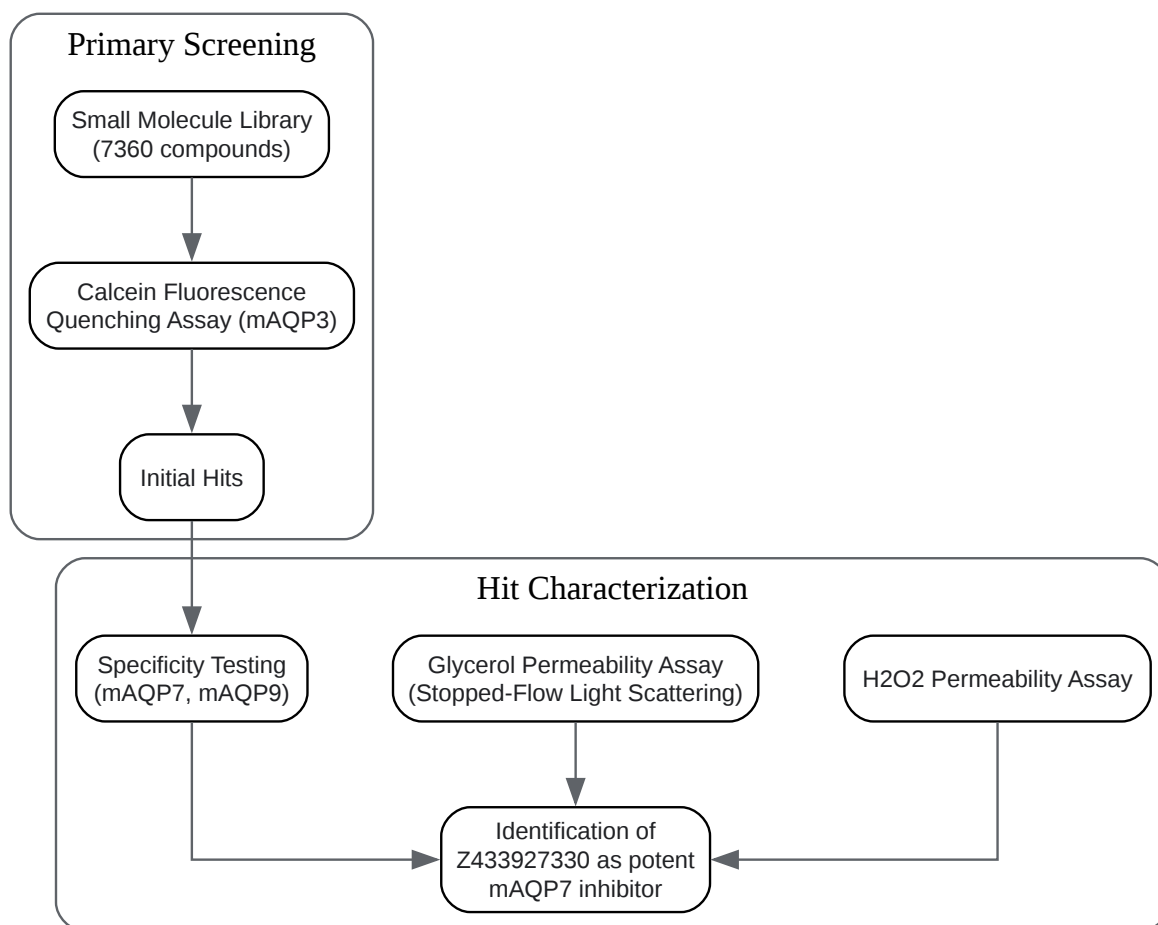 Primary Screening
Small Molecule Library
(7360 compounds)
Calcein Fluorescence
Quenching Assay (mAQP3)
Initial Hits
Hit Characterization
Specificity Testing
(mAQP7, mAQP9)
Glycerol Permeability Assay
(Stopped-Flow Light Scattering)
H2O2 Permeability Assay
Identification of
Z433927330 as potent
mAQP7 inhibitor